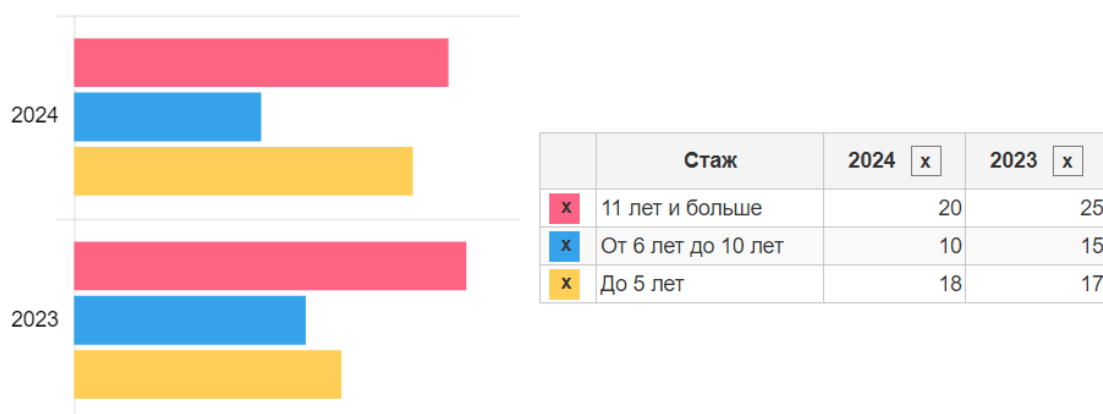 2024
2023
Стаж 2024 x 2023 x
x 11 лет и больше 20 25
x От 6 лет до 10 лет 10 15
x До 5 лет 18 17